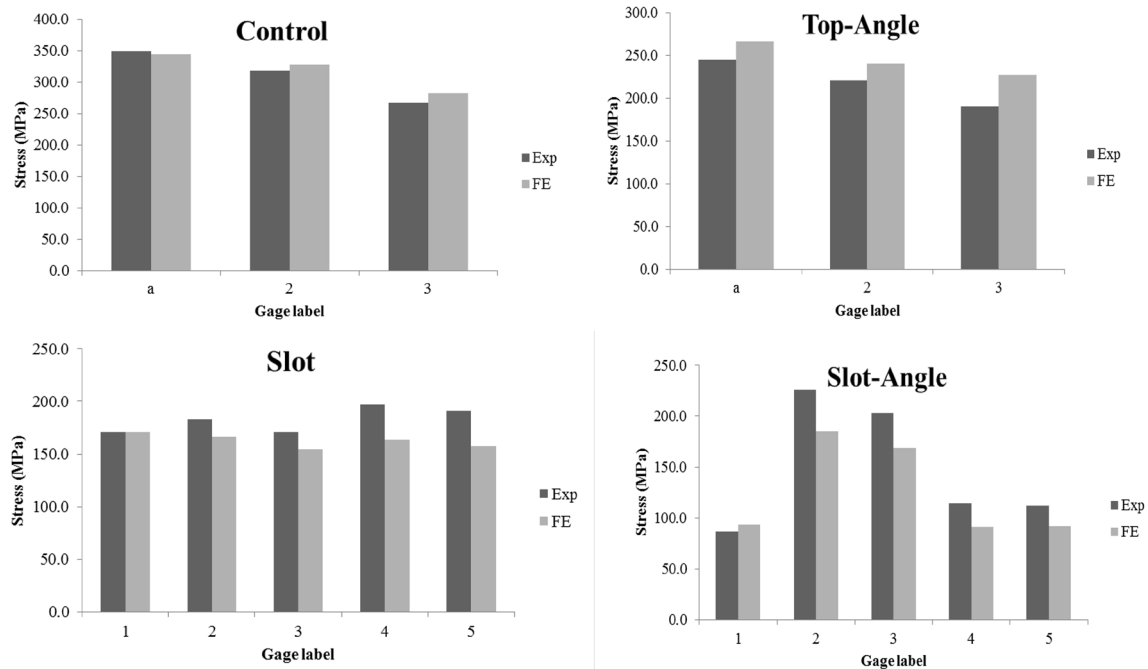 Control
400.0
350.0
300.0
250.0
200.0
150.0
100.0
50.0
0.0
Stress (MPa)
a 2 3
Gage label
Exp
FE
Top-Angle
300.0
250.0
200.0
150.0
100.0
50.0
0.0
Stress (MPa)
a 2 3
Gage label
Exp
FE
Slot
250.0
200.0
150.0
100.0
50.0
0.0
Stress (MPa)
1 2 3 4 5
Gage label
Exp
FE
Slot-Angle
250.0
200.0
150.0
100.0
50.0
0.0
Stress (MPa)
1 2 3 4 5
Gage label
Exp
FE